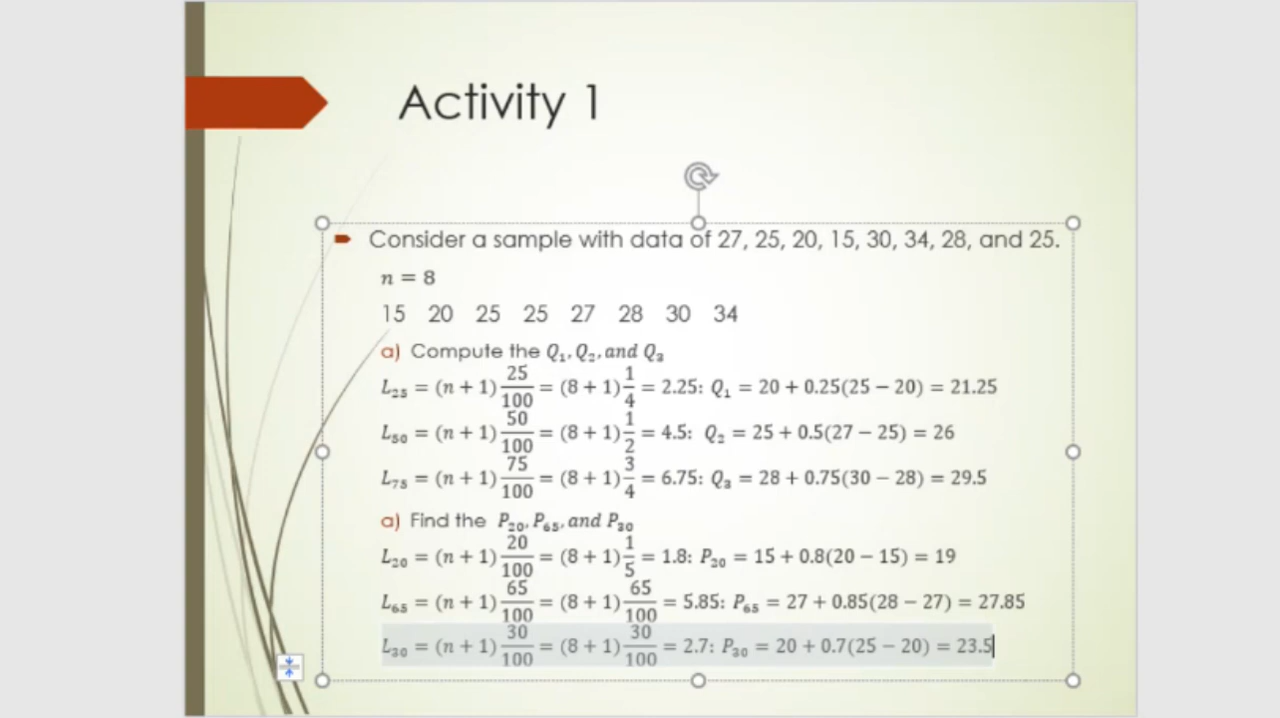 Activity 1
Consider a sample with data of 27, 25, 20, 15, 30, 34, 28, and 25.
n = 8
15 20 25 25 27 28 30 34
a) Compute the Q₁, Q₂, and Q₃
L₂₅ = (n + 1) 25/100 = (8 + 1) 1/4 = 2.25: Q₁ = 20 + 0.25(25 − 20) = 21.25
L₅₀ = (n + 1) 50/100 = (8 + 1) 1/2 = 4.5: Q₂ = 25 + 0.5(27 − 25) = 26
L₇₅ = (n + 1) 75/100 = (8 + 1) 3/4 = 6.75: Q₃ = 28 + 0.75(30 − 28) = 29.5
a) Find the P₂₀, P₆₅, and P₃₀
L₂₀ = (n + 1) 20/100 = (8 + 1) 1/5 = 1.8: P₂₀ = 15 + 0.8(20 − 15) = 19
L₆₅ = (n + 1) 65/100 = (8 + 1) 65/100 = 5.85: P₆₅ = 27 + 0.85(28 − 27) = 27.85
L₃₀ = (n + 1) 30/100 = (8 + 1) 30/100 = 2.7: P₃₀ = 20 + 0.7(25 − 20) = 23.5